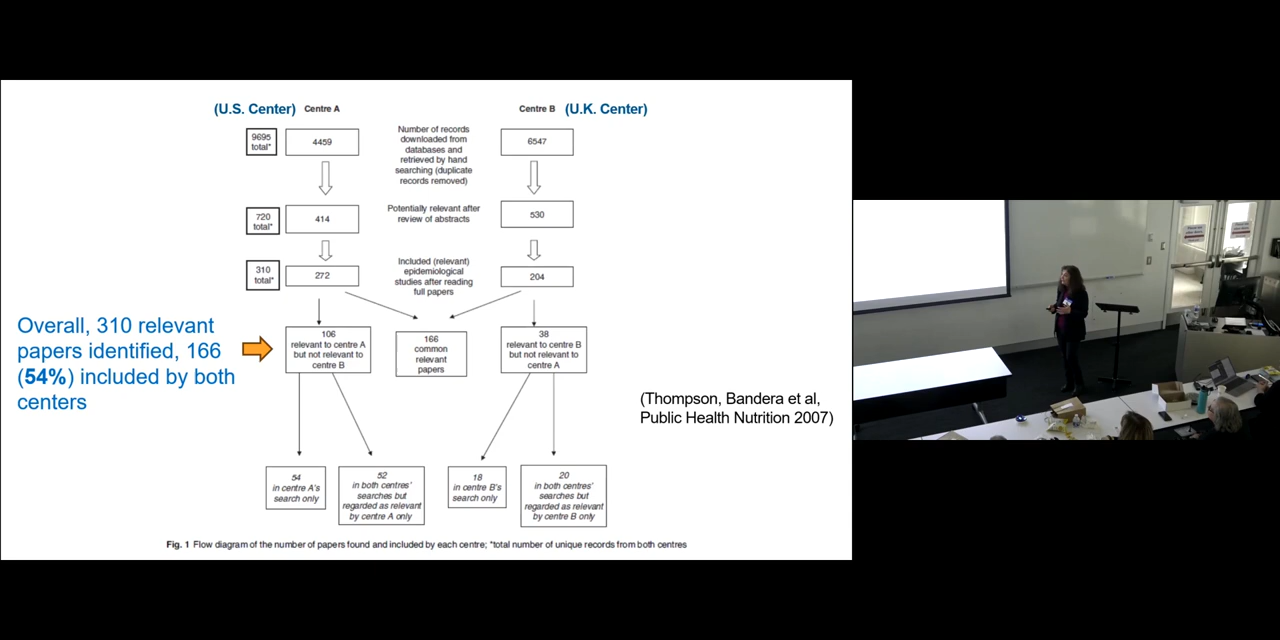 (U.S. Center) Centre A
Centre B (U.K. Center)
9695
total*
4459
Number of records
downloaded from
databases and
retrieved by hand
searching (duplicate
records removed)
6547
720
total*
414
Potentially relevant after
review of abstracts
530
310
total*
272
Included (relevant)
epidemiological
studies after reading
full papers
204
Overall, 310 relevant
papers identified, 166
(54%) included by both
centers
106
relevant to centre A
but not relevant to
centre B
166
common
relevant
papers
38
relevant to centre B
but not relevant to
centre A
(Thompson, Bandera et al,
Public Health Nutrition 2007)
54
in centre A's
search only
52
in both centres'
searches but
regarded as relevant
by centre A only
18
in centre B's
search only
20
in both centres'
searches but
regarded as relevant
by centre B only
Fig. 1 Flow diagram of the number of papers found and included by each centre; *total number of unique records from both centres